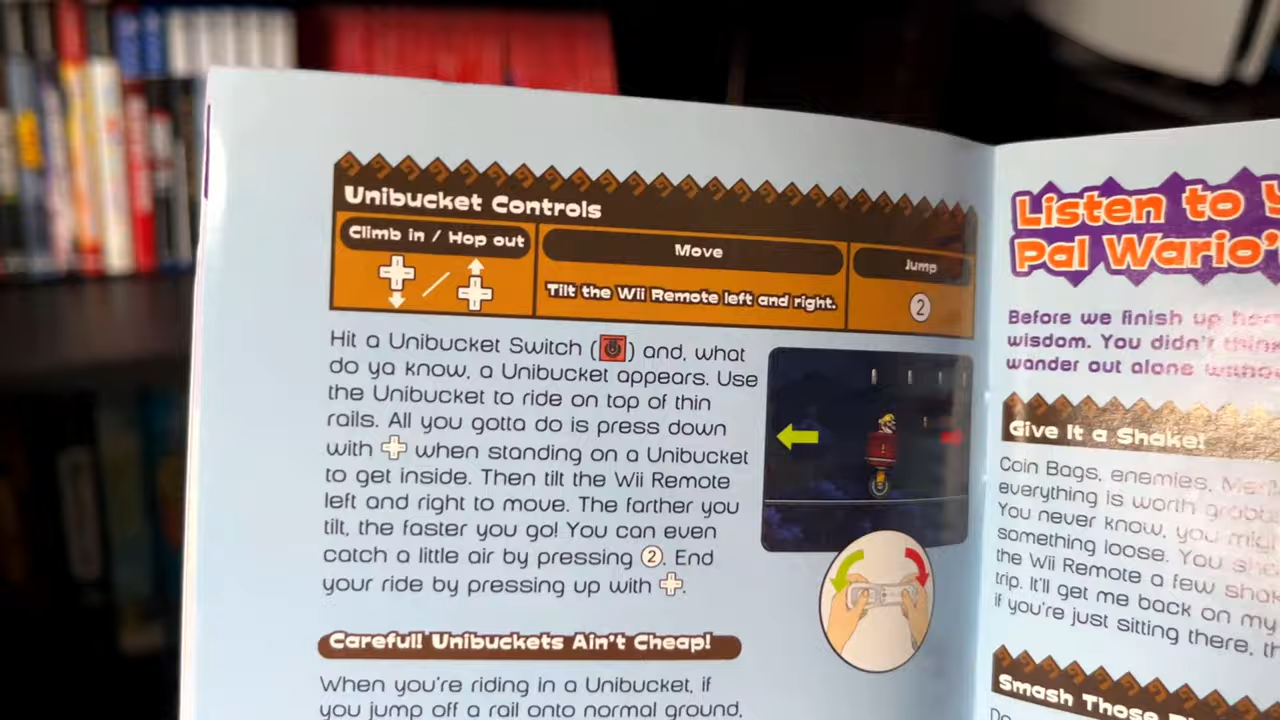 Unibucket Controls
Climb in / Hop out
Move
Jump
Tilt the Wii Remote left and right.
2
Hit a Unibucket Switch ( ) and, what
do ya know, a Unibucket appears. Use
the Unibucket to ride on top of thin
rails. All you gotta do is press down
with when standing on a Unibucket
to get inside. Then tilt the Wii Remote
left and right to move. The farther you
tilt, the faster you go! You can even
catch a little air by pressing 2. End
your ride by pressing up with .
Careful! Unibuckets Ain't Cheap!
When you're riding in a Unibucket, if
you jump off a rail onto normal ground,
Listen to
Pal Wario's
Before we finish up
wisdom. You didn't think
wander out alone
Give It a Shake!
Coin Bags, enemies,
everything is worth
You never know, you
something loose. You
the Wii Remote a few
trip. It'll get me back on my
if you're just sitting there,
Smash Those